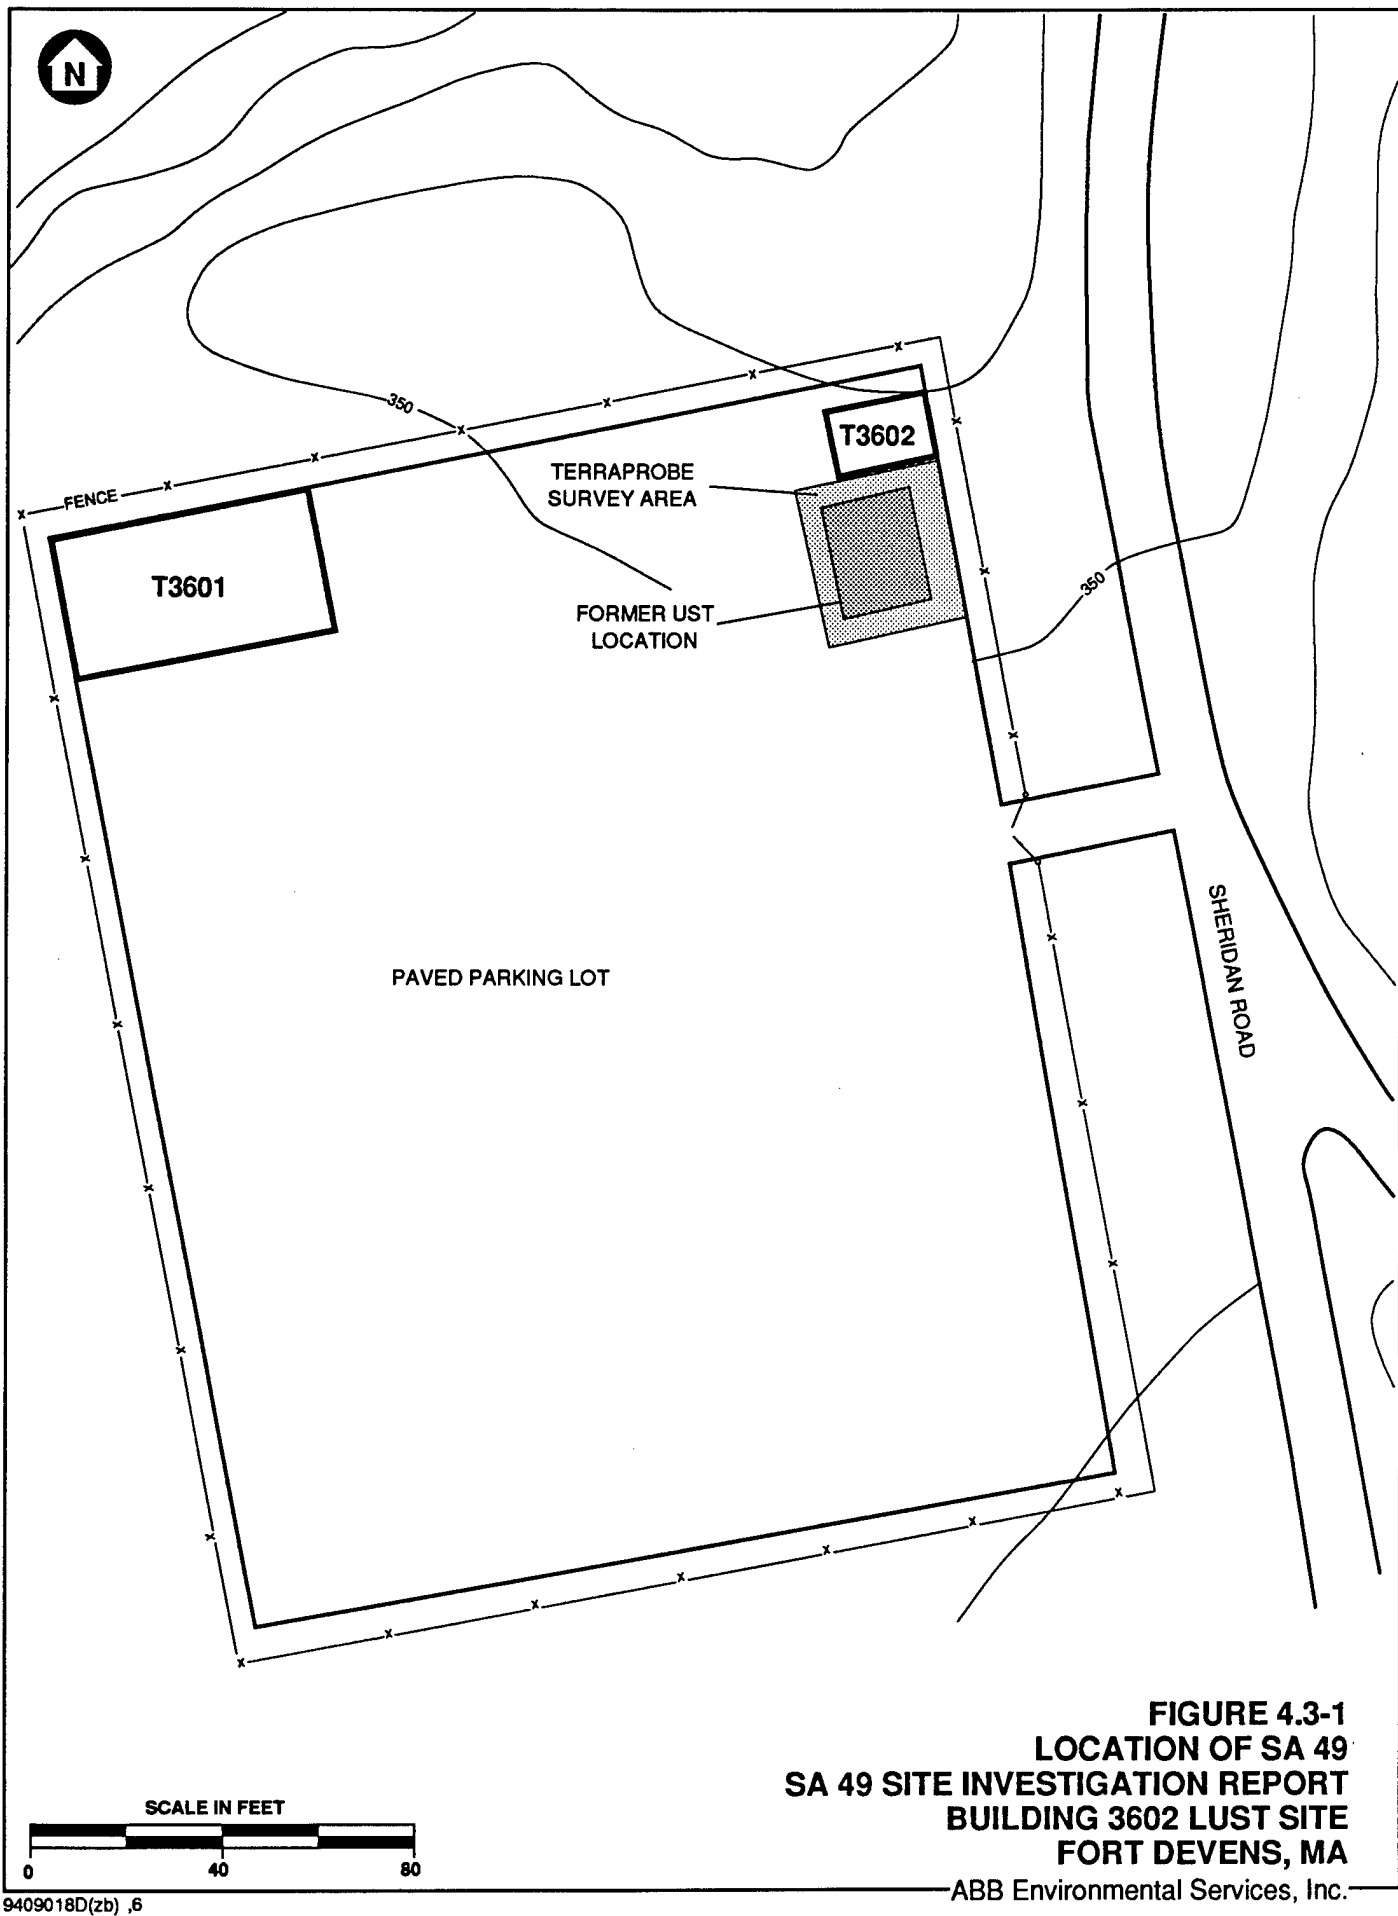 N
350
T3602
TERRAPROBE
SURVEY AREA
FENCE
T3601
350
FORMER UST
LOCATION
SHERIDAN ROAD
PAVED PARKING LOT
FIGURE 4.3-1
LOCATION OF SA 49
SA 49 SITE INVESTIGATION REPORT
BUILDING 3602 LUST SITE
FORT DEVENS, MA
ABB Environmental Services, Inc.
SCALE IN FEET
0 40 80
9409018D(zb) ,6